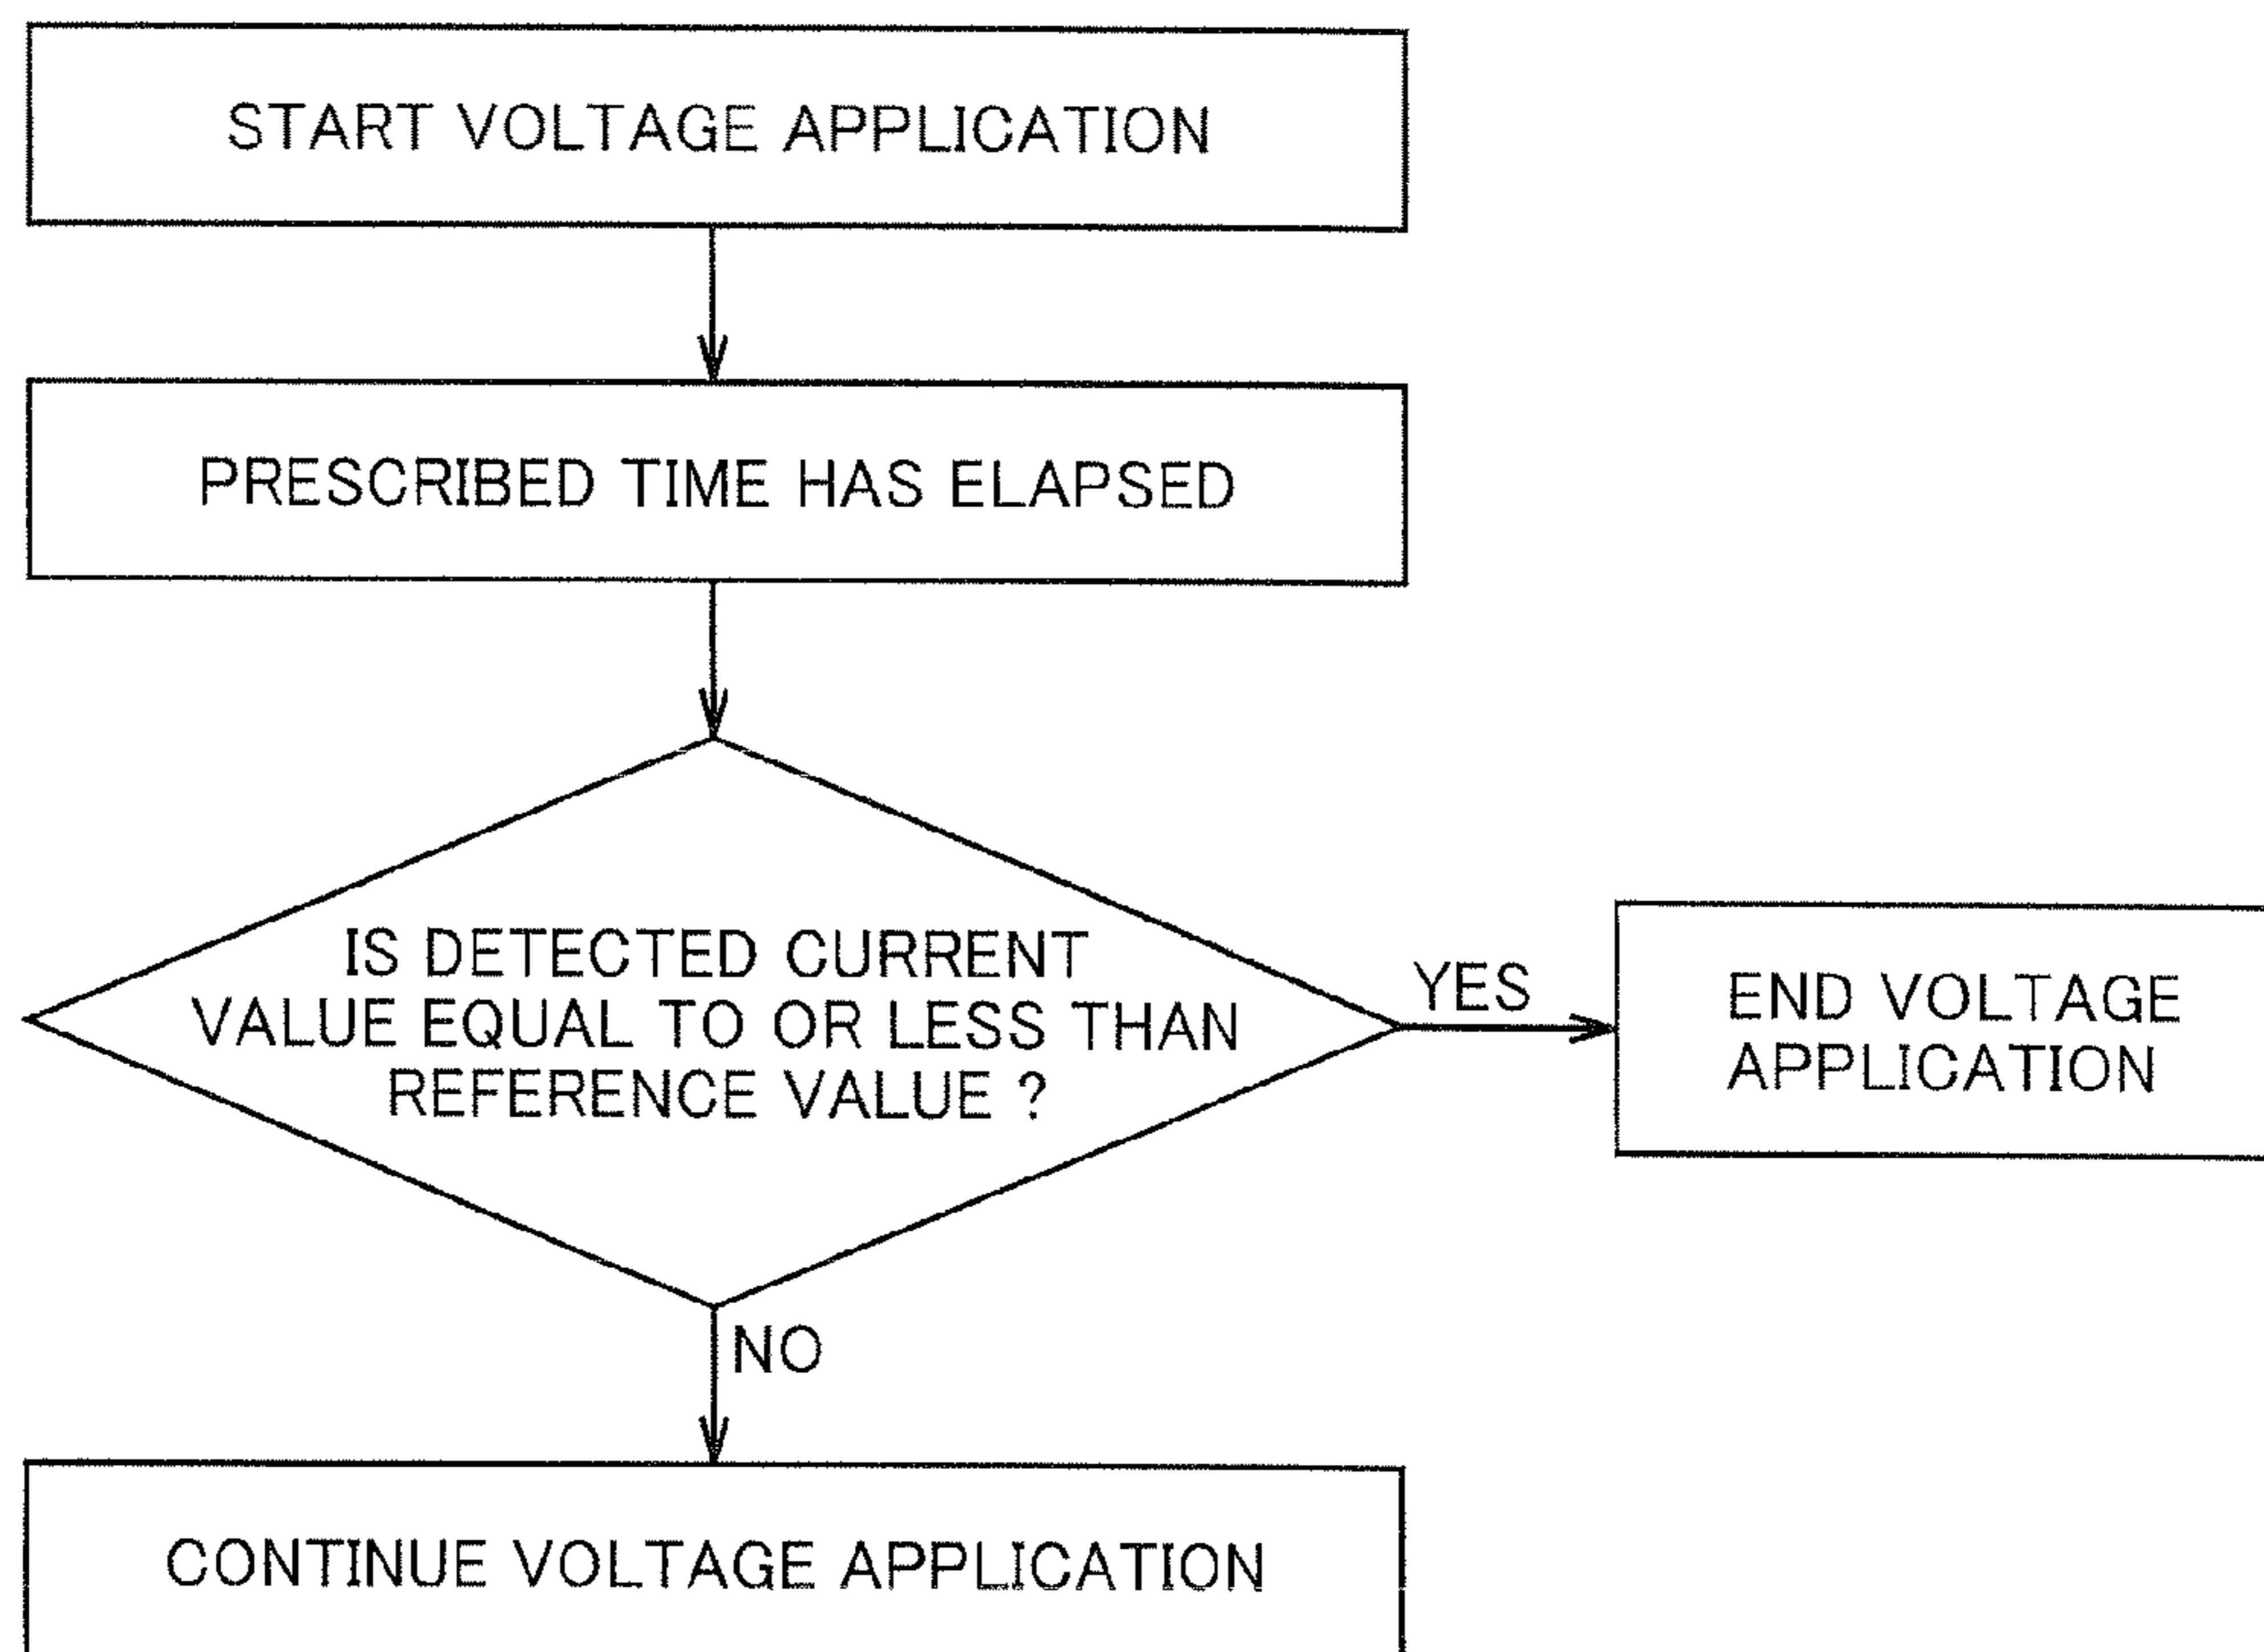 START VOLTAGE APPLICATION
PRESCRIBED TIME HAS ELAPSED
IS DETECTED CURRENT
VALUE EQUAL TO OR LESS THAN
REFERENCE VALUE ?
YES
END VOLTAGE
APPLICATION
NO
CONTINUE VOLTAGE APPLICATION